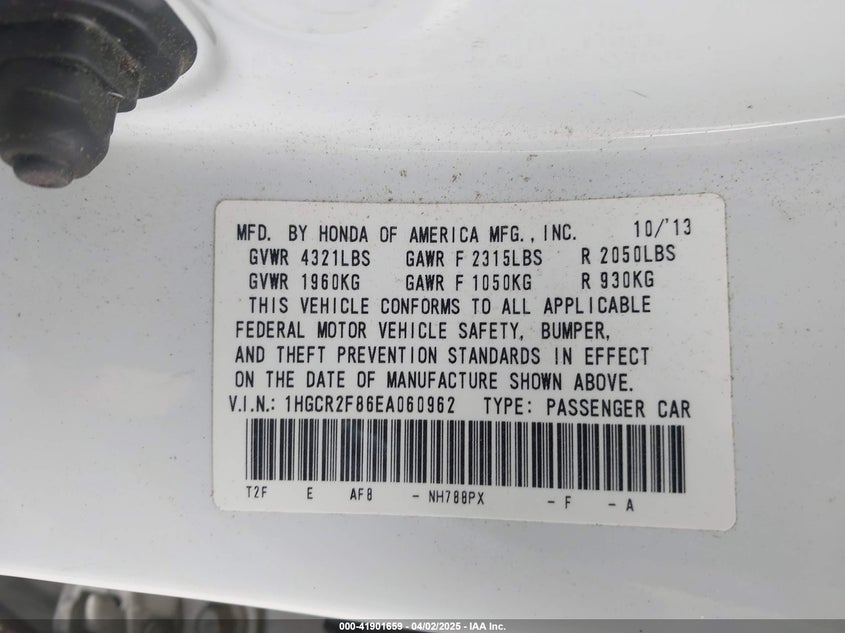 MFD. BY HONDA OF AMERICA MFG., INC. 10/'13
GVWR 4321LBS GAWR F 2315LBS R 2050LBS
GVWR 1960KG GAWR F 1050KG R 930KG
THIS VEHICLE CONFORMS TO ALL APPLICABLE
FEDERAL MOTOR VEHICLE SAFETY, BUMPER,
AND THEFT PREVENTION STANDARDS IN EFFECT
ON THE DATE OF MANUFACTURE SHOWN ABOVE.
V.I.N.: 1HGCR2F86EA060962 TYPE: PASSENGER CAR
T2F E AF8 - NH788PX - F - A
000-41901659 - 04/02/2025 - IAA Inc.